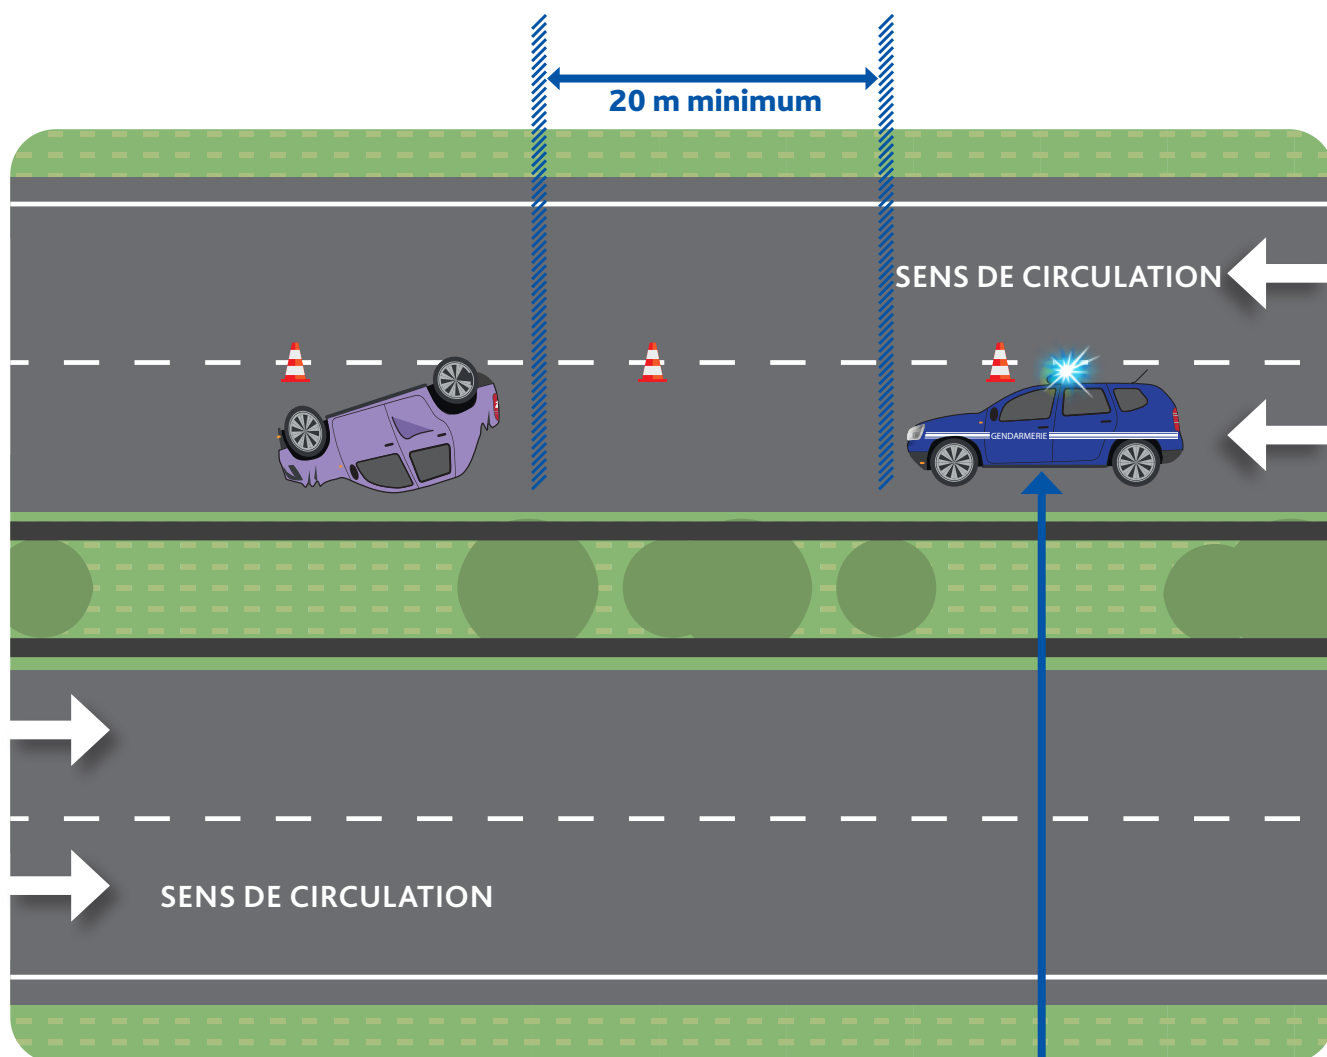 20 m minimum
SENS DE CIRCULATION
GENDARMERIE
SENS DE CIRCULATION